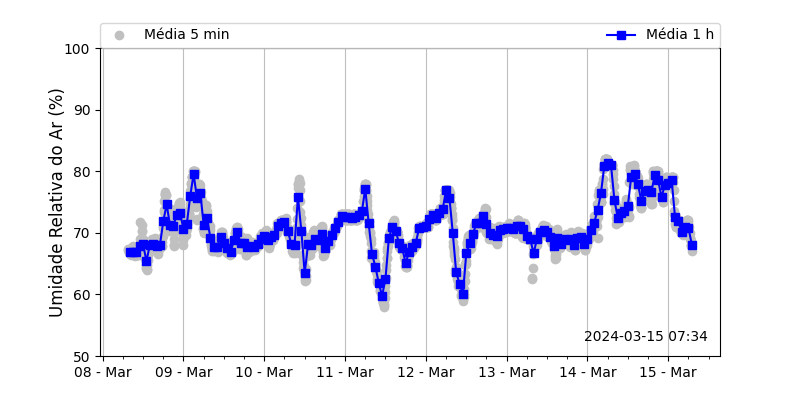 Média 5 min
Média 1 h
Umidade Relativa do Ar (%)
100
90
80
70
60
50
2024-03-15 07:34
08 - Mar
09 - Mar
10 - Mar
11 - Mar
12 - Mar
13 - Mar
14 - Mar
15 - Mar